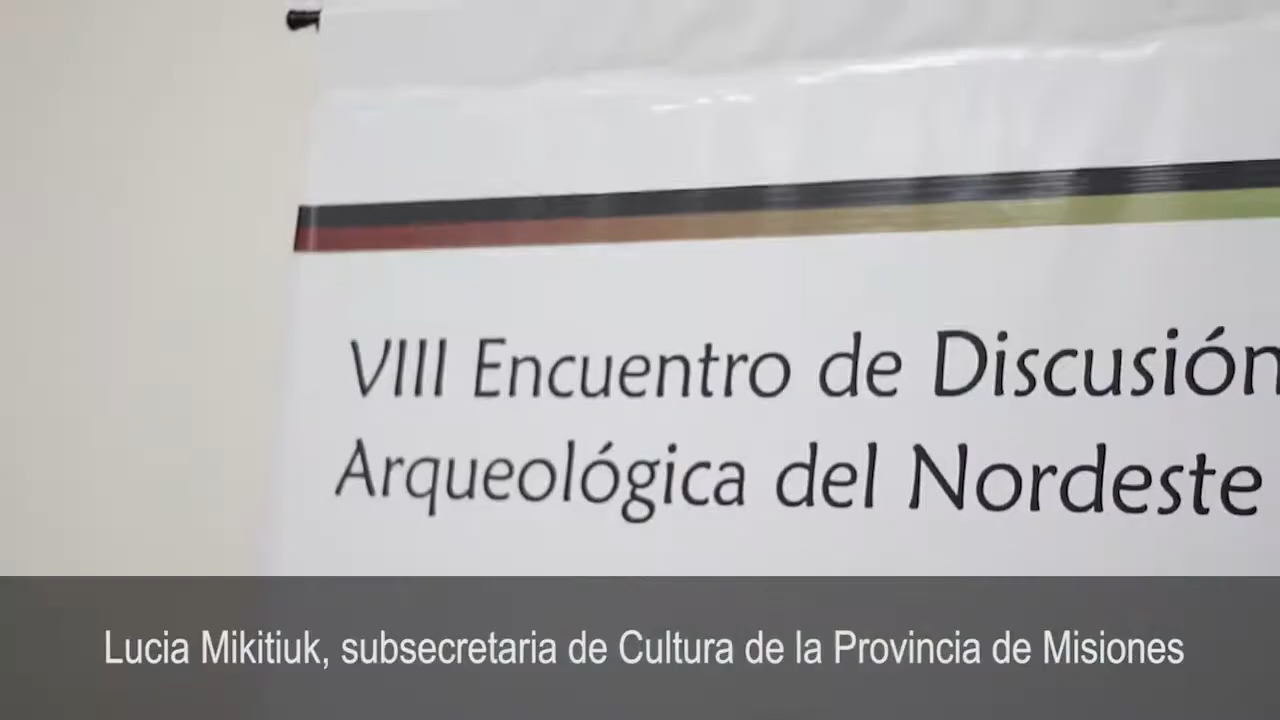 VIII Encuentro de Discusión
Arqueológica del Nordeste
Lucia Mikitiuk, subsecretaria de Cultura de la Provincia de Misiones